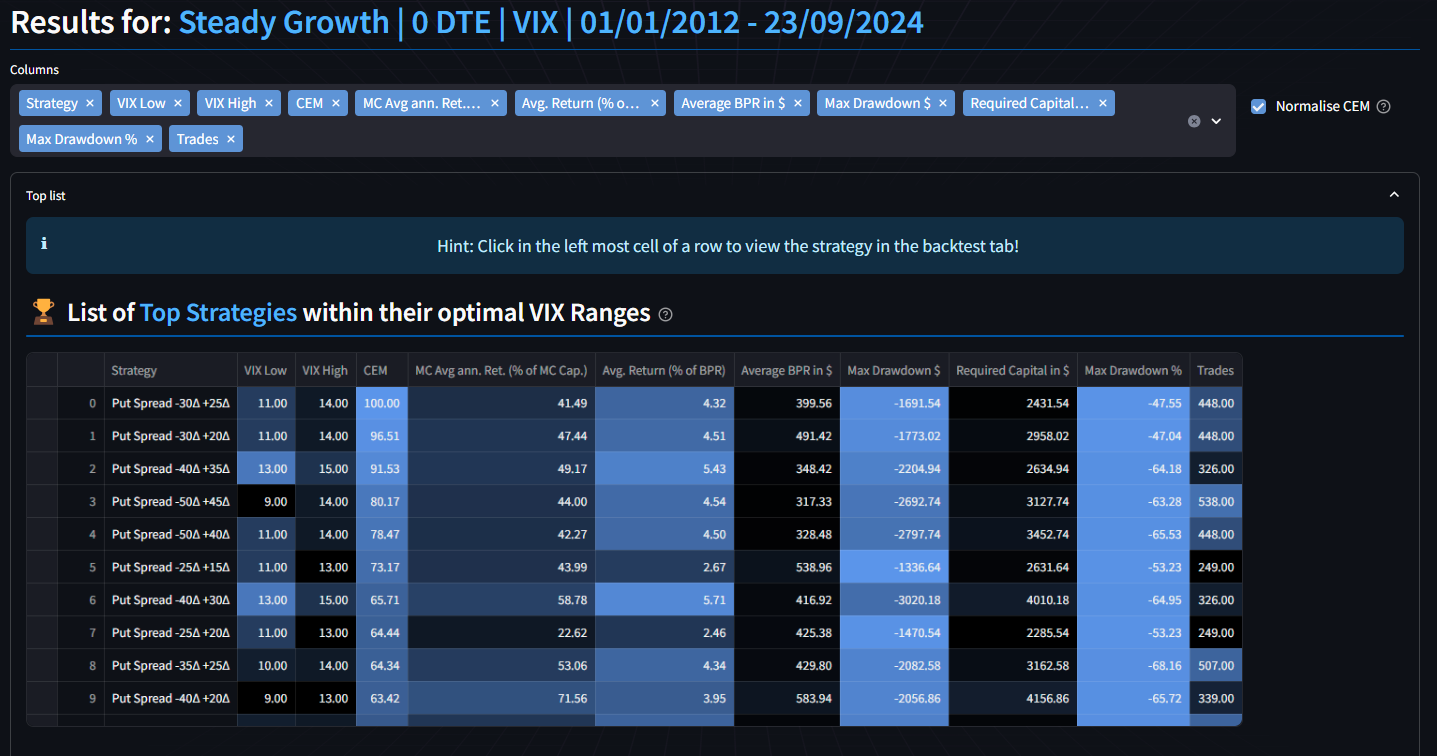 Results for: Steady Growth | 0 DTE | VIX | 01/01/2012 - 23/09/2024
Columns
Strategy × VIX Low × VIX High × CEM × MC Avg ann. Ret.… × Avg. Return (% o… × Average BPR in $ × Max Drawdown $ × Required Capital… ×
Max Drawdown % × Trades ×
Normalise CEM
Top list
Hint: Click in the left most cell of a row to view the strategy in the backtest tab!
List of Top Strategies within their optimal VIX Ranges
Strategy VIX Low VIX High CEM MC Avg ann. Ret. (% of MC Cap.) Avg. Return (% of BPR) Average BPR in $ Max Drawdown $ Required Capital in $ Max Drawdown % Trades
0 Put Spread -30Δ +25Δ 11.00 14.00 100.00 41.49 4.32 399.56 -1691.54 2431.54 -47.55 448.00
1 Put Spread -30Δ +20Δ 11.00 14.00 96.51 47.44 4.51 491.42 -1773.02 2958.02 -47.04 448.00
2 Put Spread -40Δ +35Δ 13.00 15.00 91.53 49.17 5.43 348.42 -2204.94 2634.94 -64.18 326.00
3 Put Spread -50Δ +45Δ 9.00 14.00 80.17 44.00 4.54 317.33 -2692.74 3127.74 -63.28 538.00
4 Put Spread -50Δ +40Δ 11.00 14.00 78.47 42.27 4.50 328.48 -2797.74 3452.74 -65.53 448.00
5 Put Spread -25Δ +15Δ 11.00 13.00 73.17 43.99 2.67 538.96 -1336.64 2631.64 -53.23 249.00
6 Put Spread -40Δ +30Δ 13.00 15.00 65.71 58.78 5.71 416.92 -3020.18 4010.18 -64.95 326.00
7 Put Spread -25Δ +20Δ 11.00 13.00 64.44 22.62 2.46 425.38 -1470.54 2285.54 -53.23 249.00
8 Put Spread -35Δ +25Δ 10.00 14.00 64.34 53.06 4.34 429.80 -2082.58 3162.58 -68.16 507.00
9 Put Spread -40Δ +20Δ 9.00 13.00 63.42 71.56 3.95 583.94 -2056.86 4156.86 -65.72 339.00